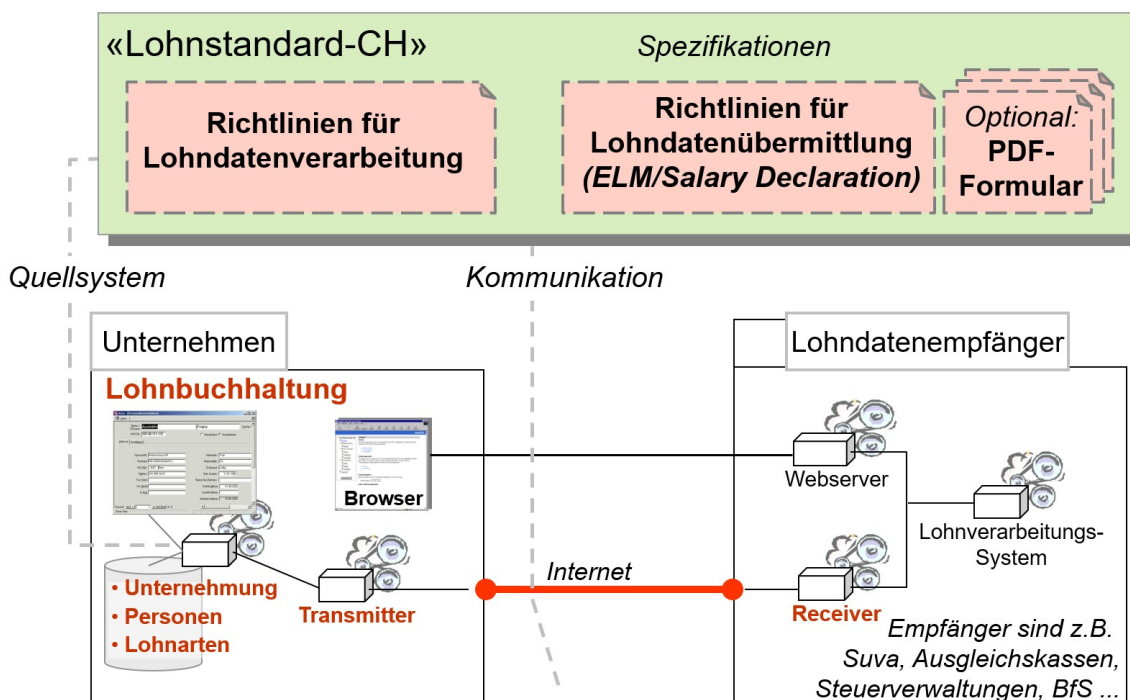 «Lohnstandard-CH»
Spezifikationen
Richtlinien für
Lohndatenverarbeitung
Richtlinien für
Lohndatenübermittlung
(ELM/Salary Declaration)
Optional:
PDF-
Formular
Quellsystem
Kommunikation
Unternehmen
Lohndatenempfänger
Lohnbuchhaltung
Browser
Webserver
Lohnverarbeitungs-
System
• Unternehmung
• Personen
• Lohnarten
Transmitter
Internet
Receiver
Empfänger sind z.B.
Suva, Ausgleichskassen,
Steuerverwaltungen, BfS ...